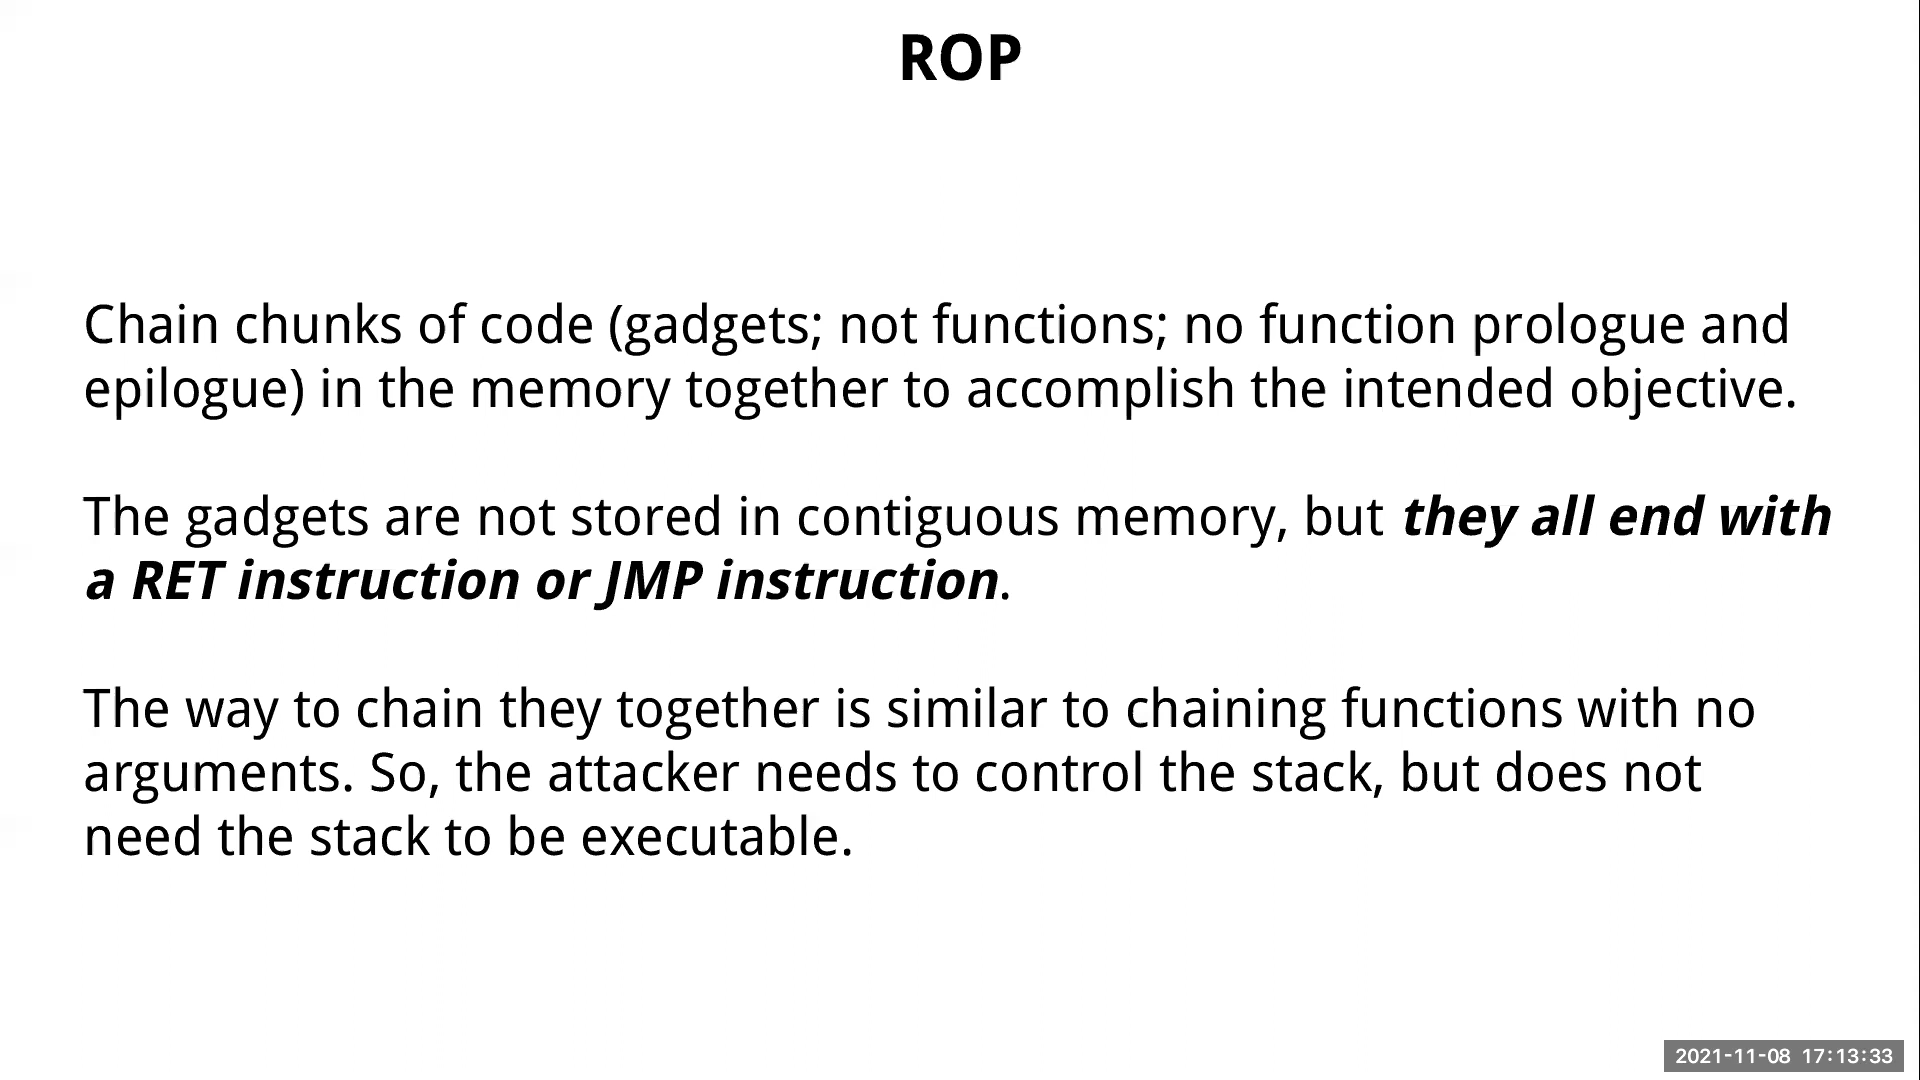 ROP
Chain chunks of code (gadgets; not functions; no function prologue and
epilogue) in the memory together to accomplish the intended objective.
The gadgets are not stored in contiguous memory, but they all end with
a RET instruction or JMP instruction.
The way to chain they together is similar to chaining functions with no
arguments. So, the attacker needs to control the stack, but does not
need the stack to be executable.
2021-11-08 17:13:33